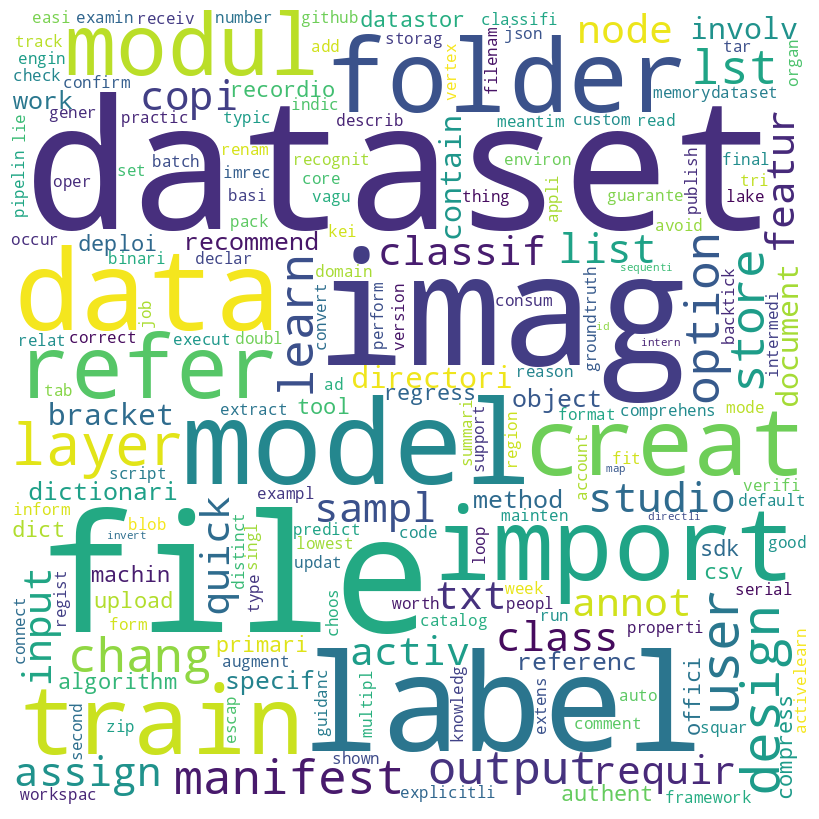 easi
examin
receiv
number
github
datastor
classifi
node
involv
track
modul
add
storag
json
tar
engin
check
confirm
folder
vertex
filenam
lst
organ
work
copi
recordio
indic
memorydataset
gener
practic
typic
describ
meantim
custom
read
pipelin
lie
dataset
renam
batch
imrec
recognit
contain
environ
final
tri
featur
oper
set
basi
core
vagu
thing
appli
guarante
publish
lake
pack
kei
avoid
occur
deploi
recommend
classif
list
binari
declar
domain
sequenti
data
imag
learn
convert
perform
version
consum
groundtruth
option
backtick
store
intermedi
document
id
intern
job
relat
correct
execut
doubl
refer
ad
directori
reason
tab
regress
object
format
comprehens
mode
bracket
extract
tool
layer
model
summari
support
region
creat
account
fit
map
verifi
script
dictionari
exampl
sampl
method
studio
default
inform
dict
blob
quick
mainten
directli
invert
file
distinct
singl
predict
code
import
good
lowest
loop
sdk
connect
input
regist
machin
type
updat
week
csv
serial
upload
choos
txt
annot
form
worth
peopl
run
catalog
class
properti
user
design
activelearn
chang
primari
activ
referenc
augment
algorithm
specif
guidanc
multipl
knowledg
extens
auto
offici
compress
label
train
second
zip
escap
comment
squar
shown
assign
manifest
output
requir
workspac
explicitli
authent
framework